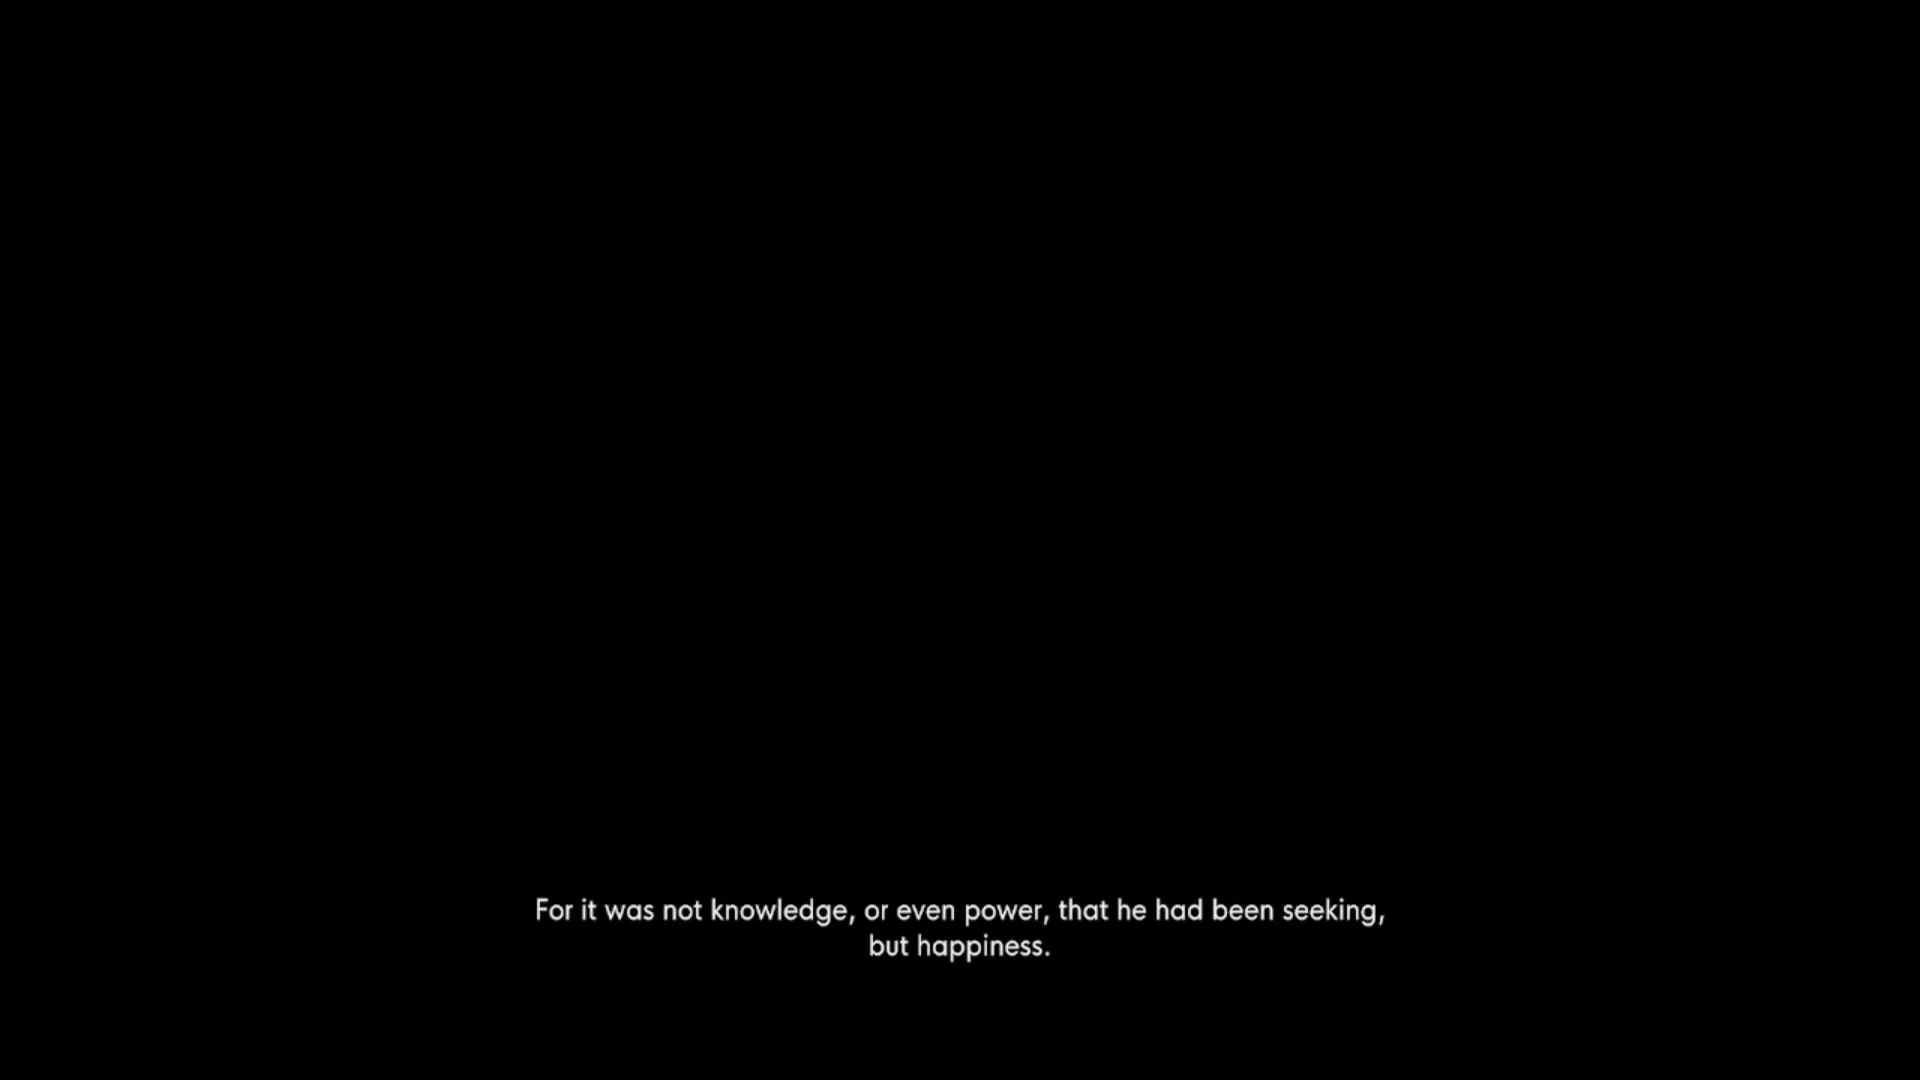 For it was not knowledge, or even power, that he had been seeking,
but happiness.